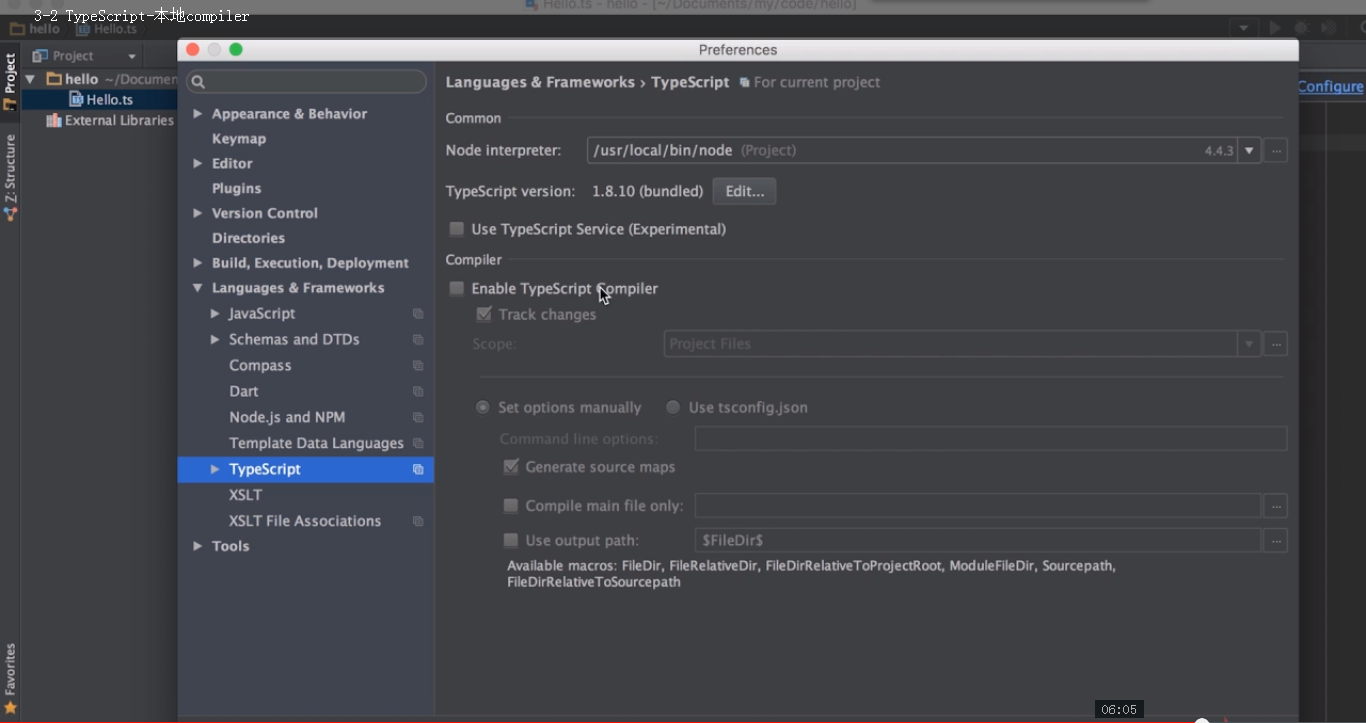 Hello.ts - hello - [~/Documents/my/code/hello]
3-2 TypeScript-本地compiler
hello
Hello.ts
Project
Preferences
Project
hello ~/Documen
Hello.ts
External Libraries
Z: Structure
Favorites
Appearance & Behavior
Keymap
Editor
Plugins
Version Control
Directories
Build, Execution, Deployment
Languages & Frameworks
JavaScript
Schemas and DTDs
Compass
Dart
Node.js and NPM
Template Data Languages
TypeScript
XSLT
XSLT File Associations
Tools
Languages & Frameworks › TypeScript For current project
Configure
Common
Node interpreter: /usr/local/bin/node (Project) 4.4.3 ...
TypeScript version: 1.8.10 (bundled) Edit...
Use TypeScript Service (Experimental)
Compiler
Enable TypeScript Compiler
Track changes
Scope: Project Files ...
Set options manually Use tsconfig.json
Command line options:
Generate source maps
Compile main file only: ...
Use output path: $FileDir$ ...
Available macros: FileDir, FileRelativeDir, FileDirRelativeToProjectRoot, ModuleFileDir, Sourcepath,
FileDirRelativeToSourcepath
06:05